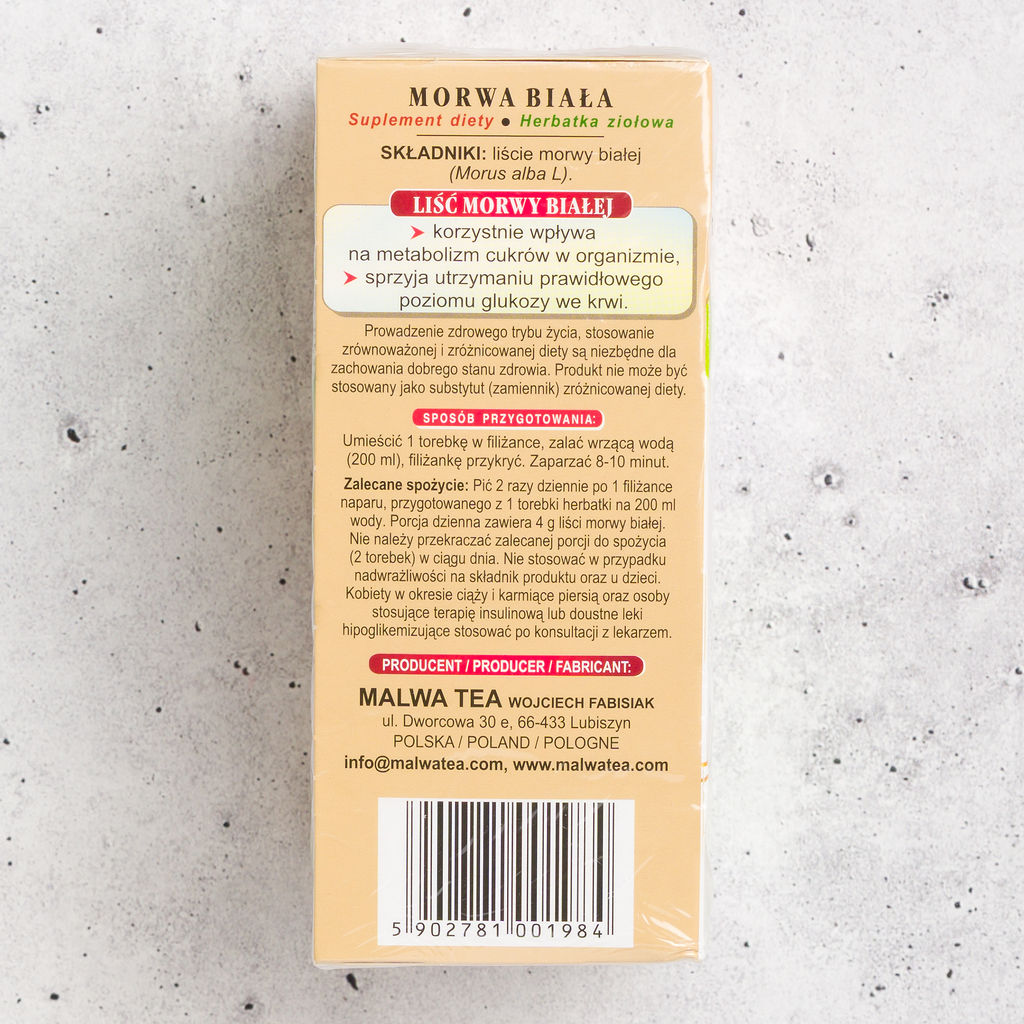 MORWA BIAŁA
Suplement diety ● Herbatka ziołowa
SKŁADNIKI: liście morwy białej
(Morus alba L).
LIŚĆ MORWY BIAŁEJ
➤ korzystnie wpływa
na metabolizm cukrów w organizmie,
➤ sprzyja utrzymaniu prawidłowego
poziomu glukozy we krwi.
Prowadzenie zdrowego trybu życia, stosowanie
zrównoważonej i zróżnicowanej diety są niezbędne dla
zachowania dobrego stanu zdrowia. Produkt nie może być
stosowany jako substytut (zamiennik) zróżnicowanej diety.
SPOSÓB PRZYGOTOWANIA:
Umieścić 1 torebkę w filiżance, zalać wrzącą wodą
(200 ml), filiżankę przykryć. Zaparzać 8-10 minut.
Zalecane spożycie: Pić 2 razy dziennie po 1 filiżance
naparu, przygotowanego z 1 torebki herbatki na 200 ml
wody. Porcja dzienna zawiera 4 g liści morwy białej.
Nie należy przekraczać zalecanej porcji do spożycia
(2 torebek) w ciągu dnia. Nie stosować w przypadku
nadwrażliwości na składnik produktu oraz u dzieci.
Kobiety w okresie ciąży i karmiące piersią oraz osoby
stosujące terapię insulinową lub doustne leki
hipoglikemizujące stosować po konsultacji z lekarzem.
PRODUCENT / PRODUCER / FABRICANT:
MALWA TEA WOJCIECH FABISIAK
ul. Dworcowa 30 e, 66-433 Lubiszyn
POLSKA / POLAND / POLOGNE
info@malwatea.com, www.malwatea.com
5 902781 001984